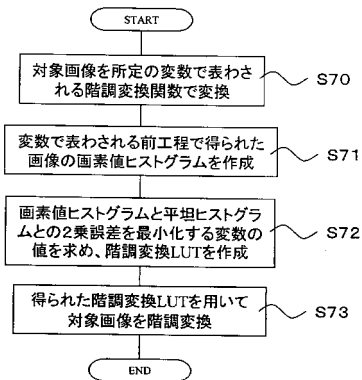 START
対象画像を所定の変数で表わさ
れる階調変換関数で変換
S70
変数で表わされる前工程で得られた
画像の画素値ヒストグラムを作成
S71
画素値ヒストグラムと平坦ヒストグラ
ムとの2乗誤差を最小化する変数の
値を求め、階調変換LUTを作成
S72
得られた階調変換LUTを用いて
対象画像を階調変換
S73
END